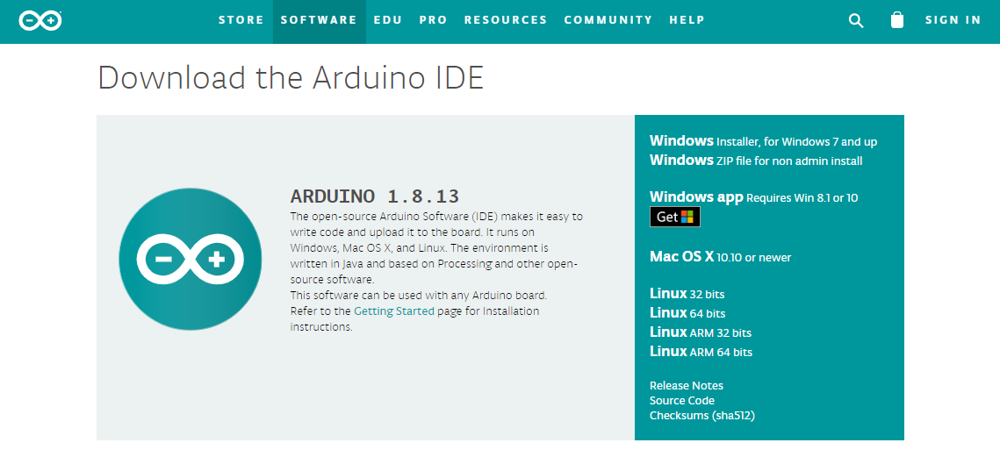 STORE SOFTWARE EDU PRO RESOURCES COMMUNITY HELP SIGN IN
Download the Arduino IDE
ARDUINO 1.8.13
The open-source Arduino Software (IDE) makes it easy to
write code and upload it to the board. It runs on
Windows, Mac OS X, and Linux. The environment is
written in Java and based on Processing and other open-
source software.
This software can be used with any Arduino board.
Refer to the Getting Started page for Installation
instructions.
Windows Installer, for Windows 7 and up
Windows ZIP file for non admin install
Windows app Requires Win 8.1 or 10
Get
Mac OS X 10.10 or newer
Linux 32 bits
Linux 64 bits
Linux ARM 32 bits
Linux ARM 64 bits
Release Notes
Source Code
Checksums (sha512)